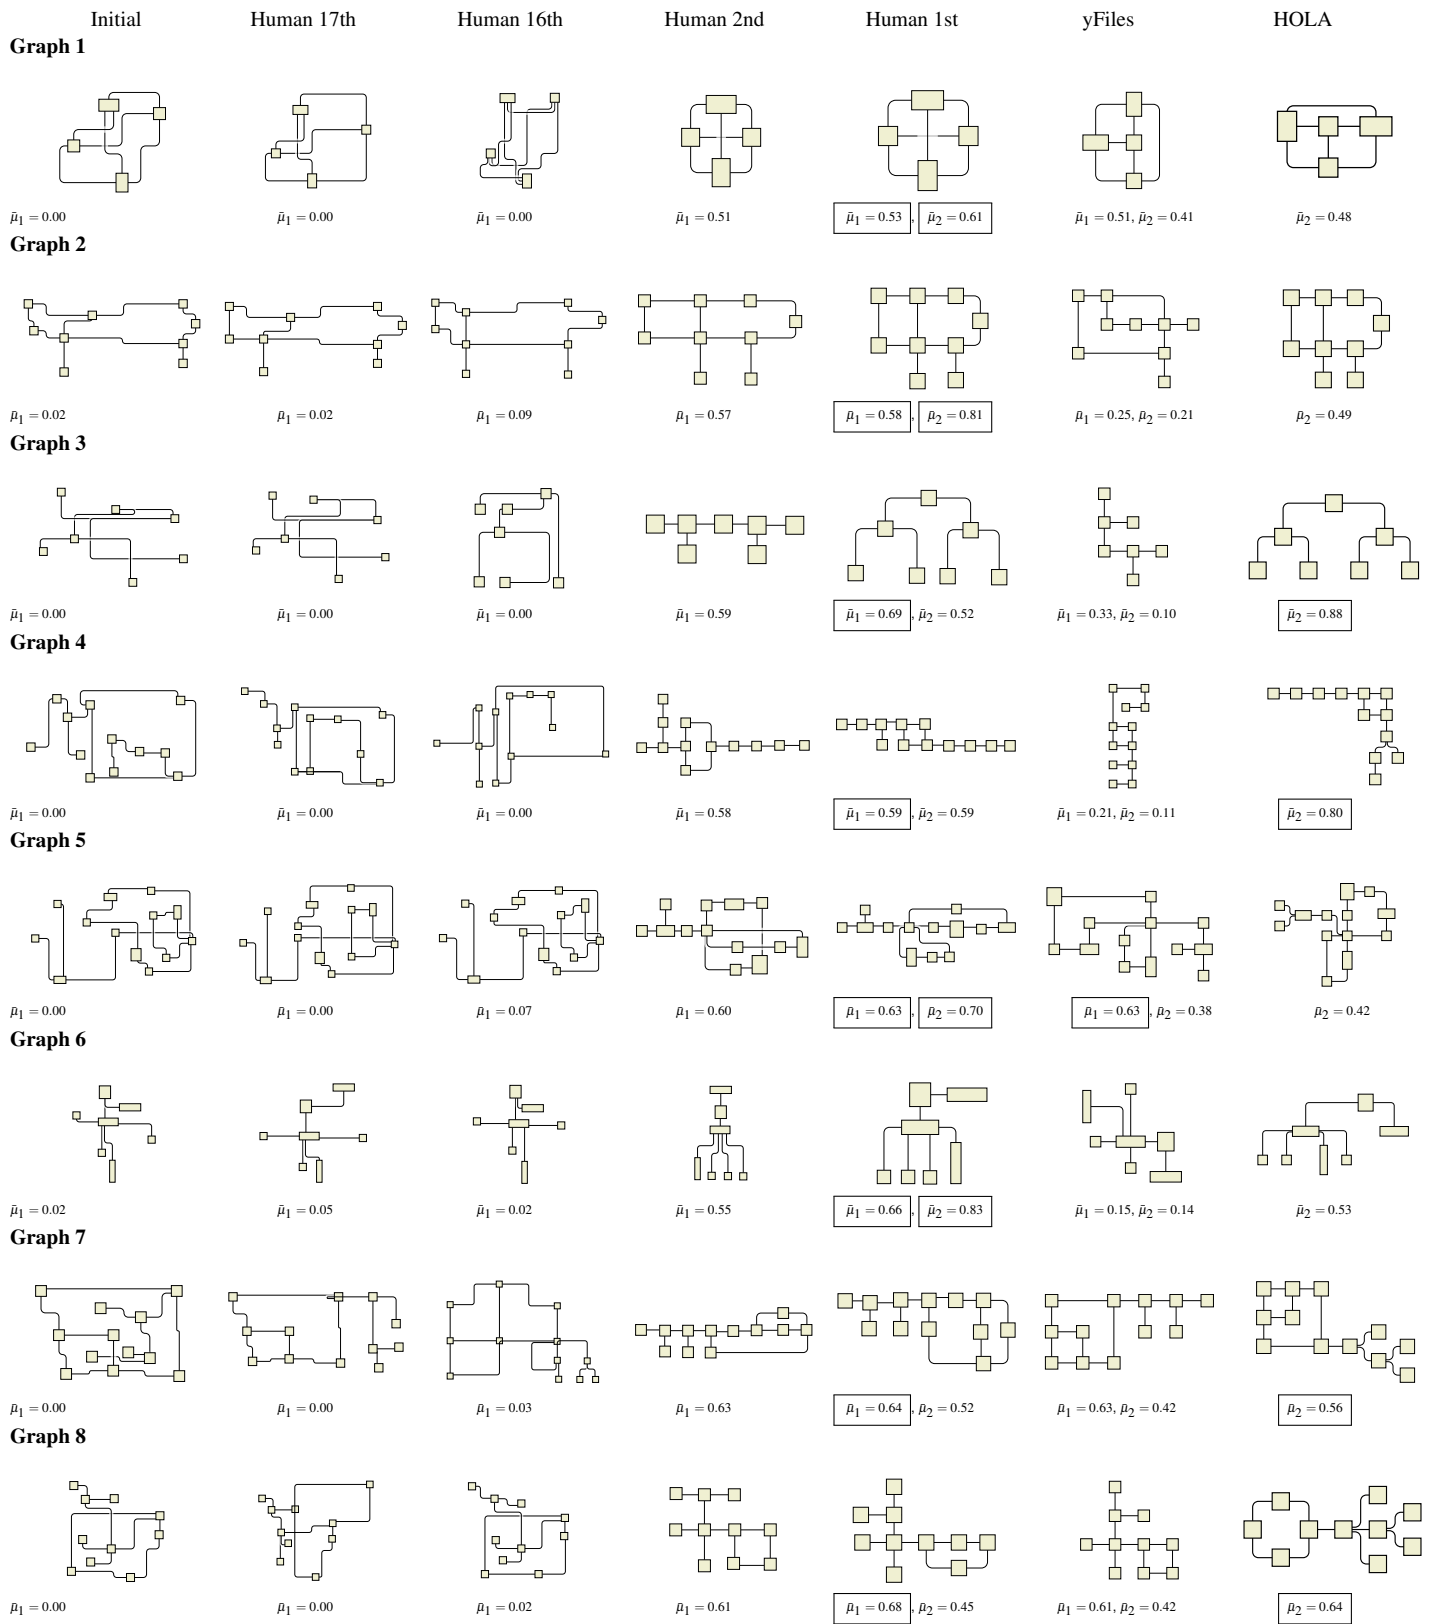 Initial Human 17th Human 16th Human 2nd Human 1st yFiles HOLA
Graph 1
μ̄1 = 0.00 μ̄1 = 0.00 μ̄1 = 0.00 μ̄1 = 0.51 μ̄1 = 0.53 , μ̄2 = 0.61 μ̄1 = 0.51, μ̄2 = 0.41 μ̄2 = 0.48
Graph 2
μ̄1 = 0.02 μ̄1 = 0.02 μ̄1 = 0.09 μ̄1 = 0.57 μ̄1 = 0.58 , μ̄2 = 0.81 μ̄1 = 0.25, μ̄2 = 0.21 μ̄2 = 0.49
Graph 3
μ̄1 = 0.00 μ̄1 = 0.00 μ̄1 = 0.00 μ̄1 = 0.59 μ̄1 = 0.69 , μ̄2 = 0.52 μ̄1 = 0.33, μ̄2 = 0.10 μ̄2 = 0.88
Graph 4
μ̄1 = 0.00 μ̄1 = 0.00 μ̄1 = 0.00 μ̄1 = 0.58 μ̄1 = 0.59 , μ̄2 = 0.59 μ̄1 = 0.21, μ̄2 = 0.11 μ̄2 = 0.80
Graph 5
μ̄1 = 0.00 μ̄1 = 0.00 μ̄1 = 0.07 μ̄1 = 0.60 μ̄1 = 0.63 , μ̄2 = 0.70 μ̄1 = 0.63 , μ̄2 = 0.38 μ̄2 = 0.42
Graph 6
μ̄1 = 0.02 μ̄1 = 0.05 μ̄1 = 0.02 μ̄1 = 0.55 μ̄1 = 0.66 , μ̄2 = 0.83 μ̄1 = 0.15, μ̄2 = 0.14 μ̄2 = 0.53
Graph 7
μ̄1 = 0.00 μ̄1 = 0.00 μ̄1 = 0.03 μ̄1 = 0.63 μ̄1 = 0.64 , μ̄2 = 0.52 μ̄1 = 0.63, μ̄2 = 0.42 μ̄2 = 0.56
Graph 8
μ̄1 = 0.00 μ̄1 = 0.00 μ̄1 = 0.02 μ̄1 = 0.61 μ̄1 = 0.68 , μ̄2 = 0.45 μ̄1 = 0.61, μ̄2 = 0.42 μ̄2 = 0.64